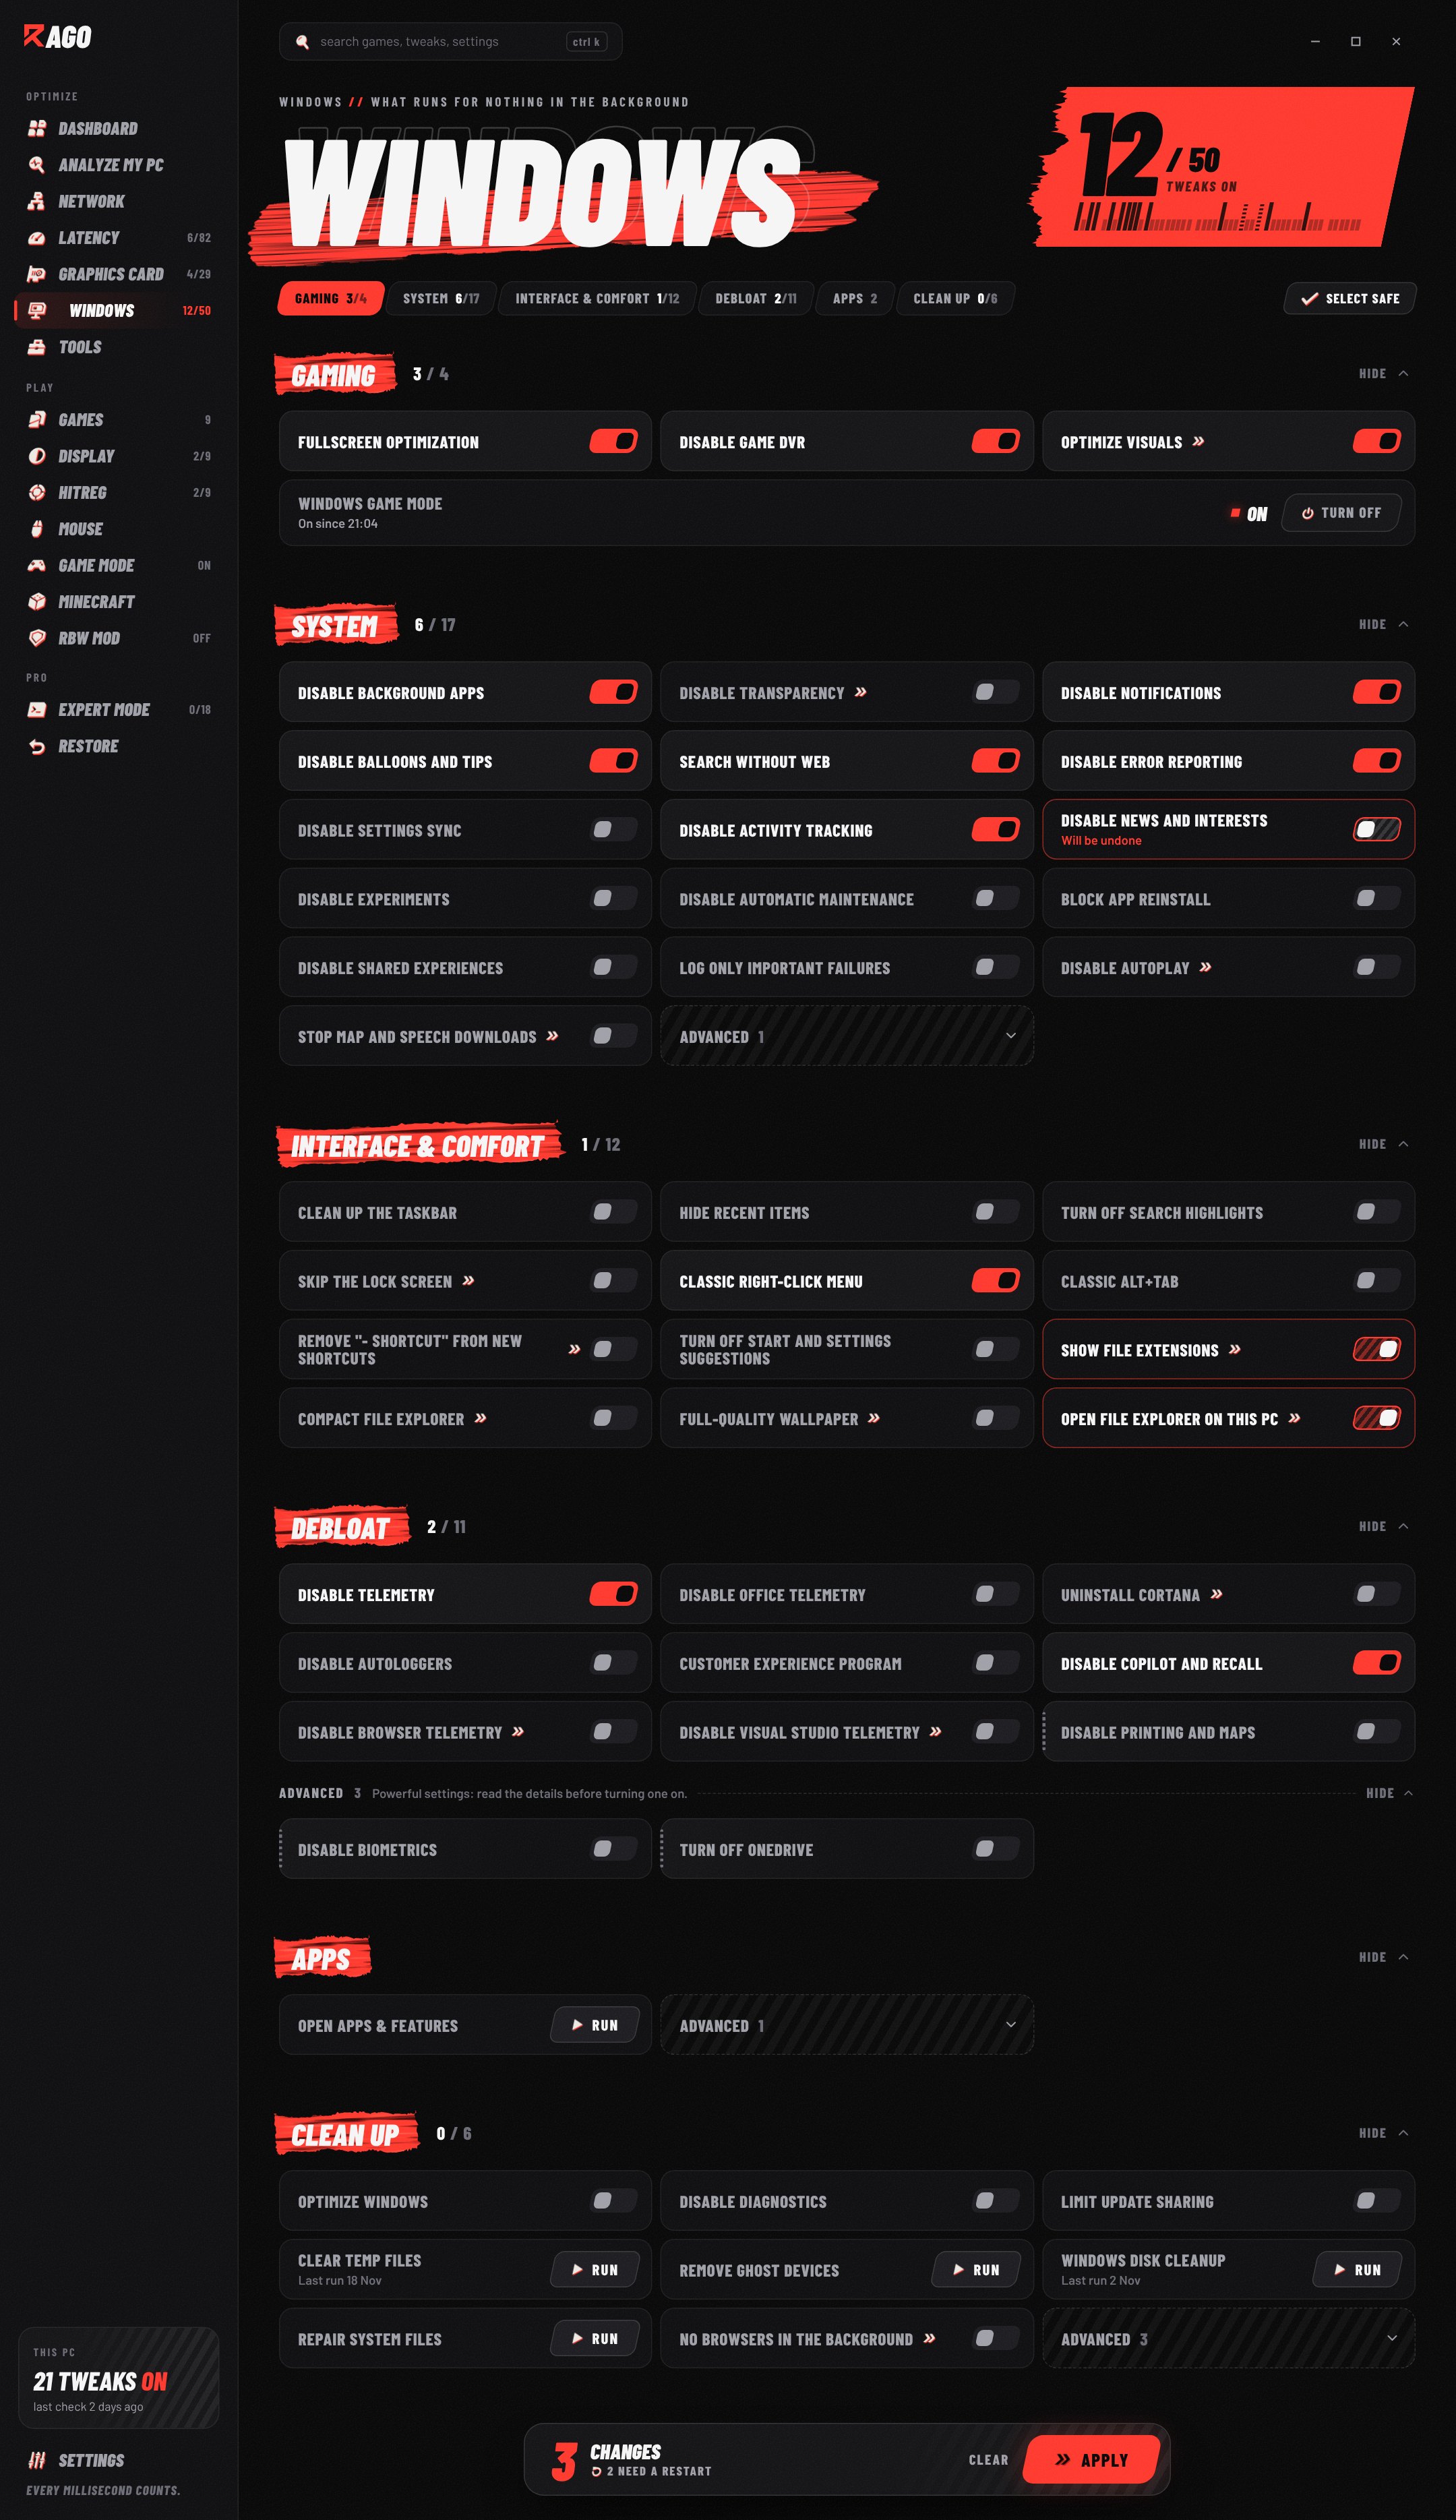 RAGO
search games, tweaks, settings
ctrl k
OPTIMIZE
DASHBOARD
ANALYZE MY PC
NETWORK
LATENCY 6/82
GRAPHICS CARD 4/29
WINDOWS 12/50
TOOLS
PLAY
GAMES 9
DISPLAY 2/9
HITREG 2/9
MOUSE
GAME MODE ON
MINECRAFT
RBW MOD OFF
PRO
EXPERT MODE 0/18
RESTORE
THIS PC
21 TWEAKS ON
last check 2 days ago
SETTINGS
EVERY MILLISECOND COUNTS.
WINDOWS // WHAT RUNS FOR NOTHING IN THE BACKGROUND
WINDOWS
12 / 50
TWEAKS ON
GAMING 3/4
SYSTEM 6/17
INTERFACE & COMFORT 1/12
DEBLOAT 2/11
APPS 2
CLEAN UP 0/6
SELECT SAFE
GAMING 3 / 4
HIDE
FULLSCREEN OPTIMIZATION
DISABLE GAME DVR
OPTIMIZE VISUALS
WINDOWS GAME MODE
On since 21:04
ON
TURN OFF
SYSTEM 6 / 17
HIDE
DISABLE BACKGROUND APPS
DISABLE TRANSPARENCY
DISABLE NOTIFICATIONS
DISABLE BALLOONS AND TIPS
SEARCH WITHOUT WEB
DISABLE ERROR REPORTING
DISABLE SETTINGS SYNC
DISABLE ACTIVITY TRACKING
DISABLE NEWS AND INTERESTS
Will be undone
DISABLE EXPERIMENTS
DISABLE AUTOMATIC MAINTENANCE
BLOCK APP REINSTALL
DISABLE SHARED EXPERIENCES
LOG ONLY IMPORTANT FAILURES
DISABLE AUTOPLAY
STOP MAP AND SPEECH DOWNLOADS
ADVANCED 1
INTERFACE & COMFORT 1 / 12
HIDE
CLEAN UP THE TASKBAR
HIDE RECENT ITEMS
TURN OFF SEARCH HIGHLIGHTS
SKIP THE LOCK SCREEN
CLASSIC RIGHT-CLICK MENU
CLASSIC ALT+TAB
REMOVE "- SHORTCUT" FROM NEW
SHORTCUTS
TURN OFF START AND SETTINGS
SUGGESTIONS
SHOW FILE EXTENSIONS
COMPACT FILE EXPLORER
FULL-QUALITY WALLPAPER
OPEN FILE EXPLORER ON THIS PC
DEBLOAT 2 / 11
HIDE
DISABLE TELEMETRY
DISABLE OFFICE TELEMETRY
UNINSTALL CORTANA
DISABLE AUTOLOGGERS
CUSTOMER EXPERIENCE PROGRAM
DISABLE COPILOT AND RECALL
DISABLE BROWSER TELEMETRY
DISABLE VISUAL STUDIO TELEMETRY
DISABLE PRINTING AND MAPS
ADVANCED 3 Powerful settings: read the details before turning one on.
HIDE
DISABLE BIOMETRICS
TURN OFF ONEDRIVE
APPS
HIDE
OPEN APPS & FEATURES
RUN
ADVANCED 1
CLEAN UP 0 / 6
HIDE
OPTIMIZE WINDOWS
DISABLE DIAGNOSTICS
LIMIT UPDATE SHARING
CLEAR TEMP FILES
Last run 18 Nov
RUN
REMOVE GHOST DEVICES
RUN
WINDOWS DISK CLEANUP
Last run 2 Nov
RUN
REPAIR SYSTEM FILES
RUN
NO BROWSERS IN THE BACKGROUND
ADVANCED 3
3 CHANGES
2 NEED A RESTART
CLEAR
APPLY